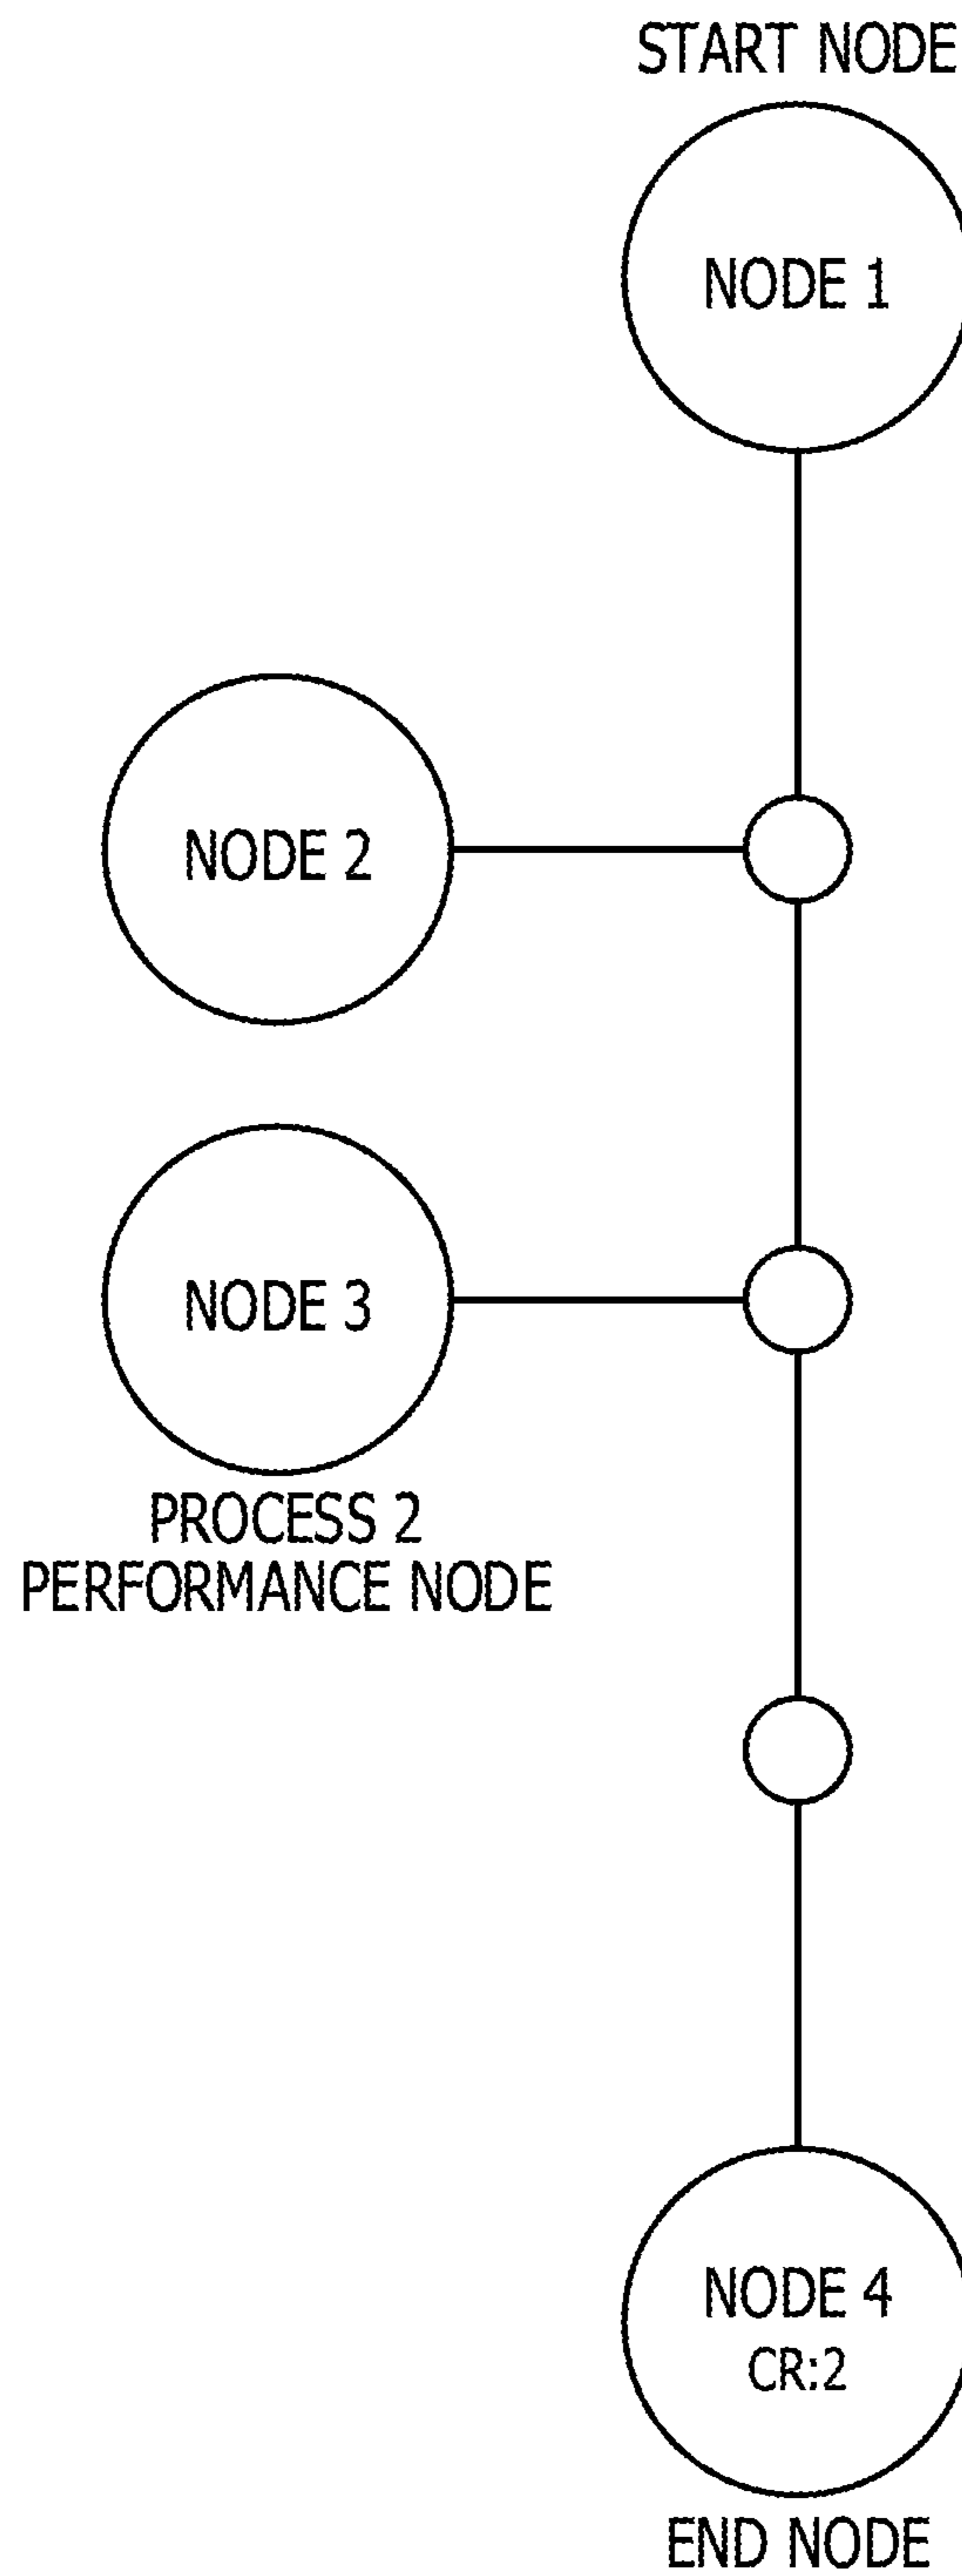 START NODE
NODE 1
NODE 2
NODE 3
PROCESS 2
PERFORMANCE NODE
NODE 4
CR:2
END NODE